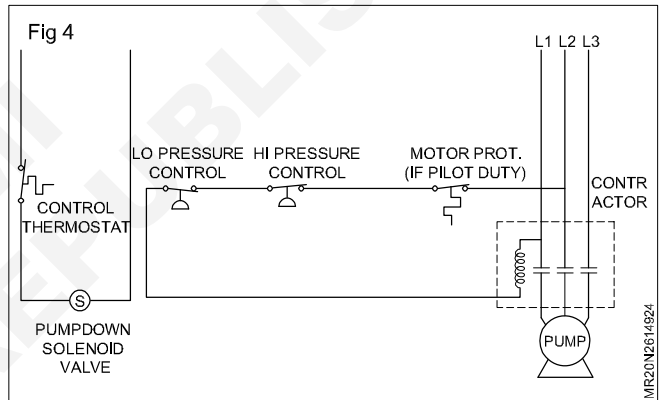 Fig 4
L1 L2 L3
LO PRESSURE
CONTROL
HI PRESSURE
CONTROL
MOTOR PROT.
(IF PILOT DUTY)
CONTR
ACTOR
CONTROL
THERMOSTAT
S
PUMPDOWN
SOLENOID
VALVE
PUMP
MR20N2614924